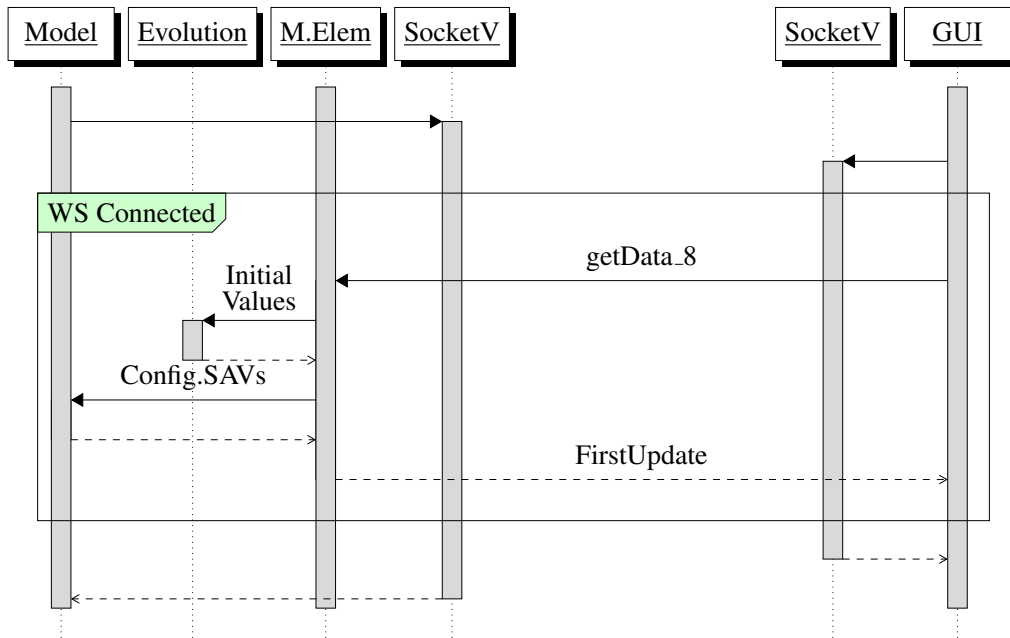 Model
Evolution
M.Elem
SocketV
SocketV
GUI
WS Connected
getData_8
Initial
Values
Config.SAVs
FirstUpdate